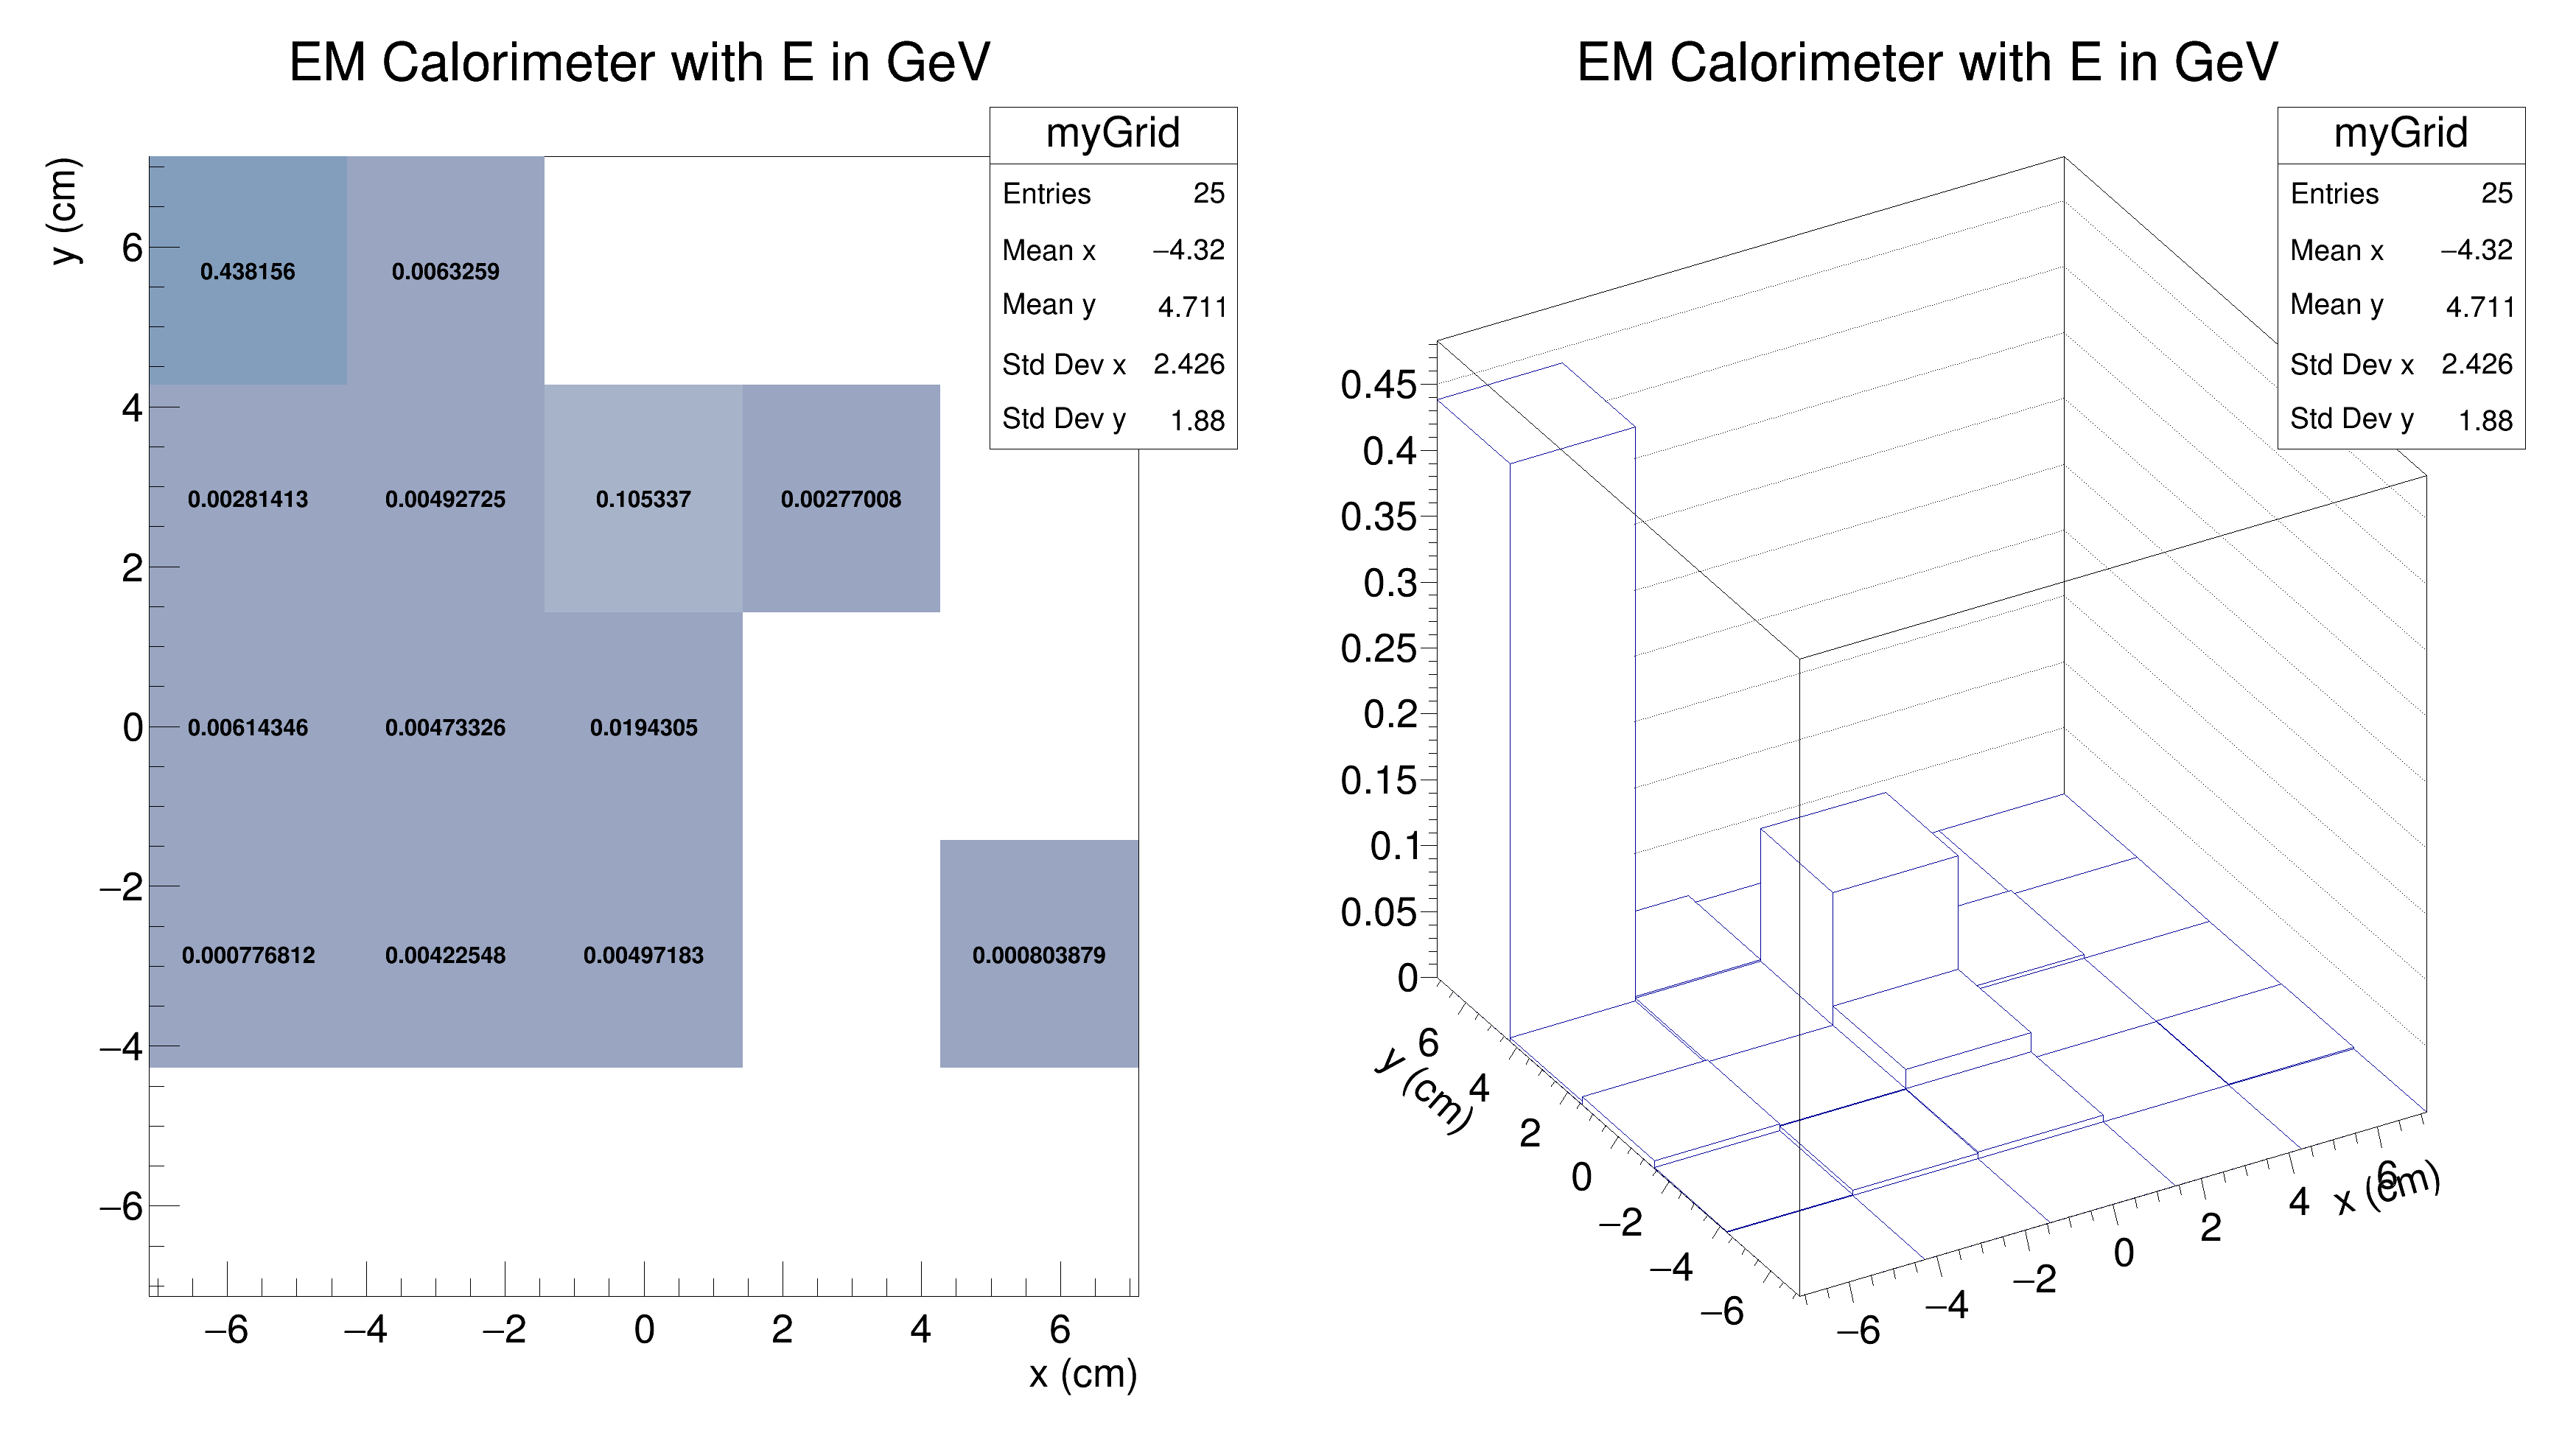 EM Calorimeter with E in GeV
myGrid
Entries 25
Mean x −4.32
Mean y 4.711
Std Dev x 2.426
Std Dev y 1.88
y (cm)
6
4
2
0
−2
−4
−6
0.438156 0.0063259
0.00281413 0.00492725 0.105337 0.00277008
0.00614346 0.00473326 0.0194305
0.000776812 0.00422548 0.00497183 0.000803879
−6 −4 −2 0 2 4 6
x (cm)
EM Calorimeter with E in GeV
myGrid
Entries 25
Mean x −4.32
Mean y 4.711
Std Dev x 2.426
Std Dev y 1.88
0.45
0.4
0.35
0.3
0.25
0.2
0.15
0.1
0.05
0
6
4
2
0
−2
−4
−6
y (cm)
−6 −4 −2 0 2 4 6
x (cm)